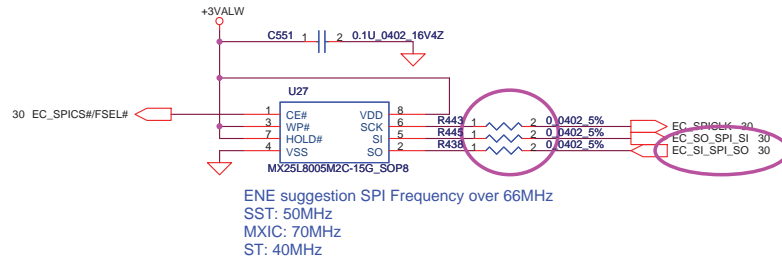 +3VALW
C551 1 2 0.1U_0402_16V4Z
U27
30 EC_SPICS#/FSEL# 1 CE# VDD 8
3 WP# SCK 6 R443 1 2 0_0402_5% EC_SPICLK 30
7 HOLD# SI 5 R445 1 2 0_0402_5% EC_SO_SPI_SI 30
4 VSS SO 2 R438 1 2 0_0402_5% EC_SI_SPI_SO 30
MX25L8005M2C-15G_SOP8
ENE suggestion SPI Frequency over 66MHz
SST: 50MHz
MXIC: 70MHz
ST: 40MHz